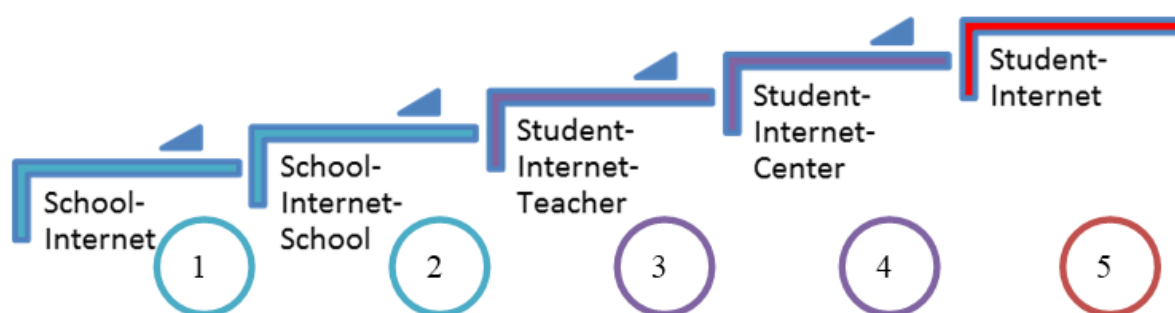 School-
Internet
1
School-
Internet-
School
2
Student-
Internet-
Teacher
3
Student-
Internet-
Center
4
Student-
Internet
5